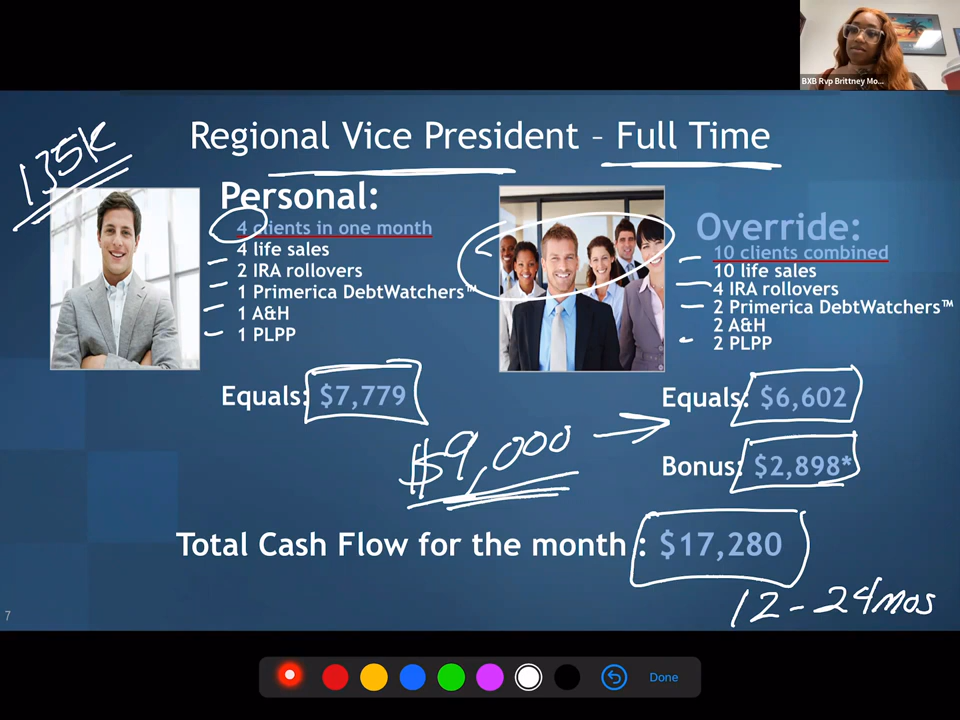 BXB Rvp Brittney Mo...
Regional Vice President – Full Time
135K
Personal:
4 clients in one month
4 life sales
2 IRA rollovers
1 Primerica DebtWatchers™
1 A&H
1 PLPP
Equals: $7,779
Override:
10 clients combined
10 life sales
4 IRA rollovers
2 Primerica DebtWatchers™
2 A&H
2 PLPP
Equals: $6,602
$9,000
Bonus: $2,898*
Total Cash Flow for the month : $17,280
12-24mos
7
Done